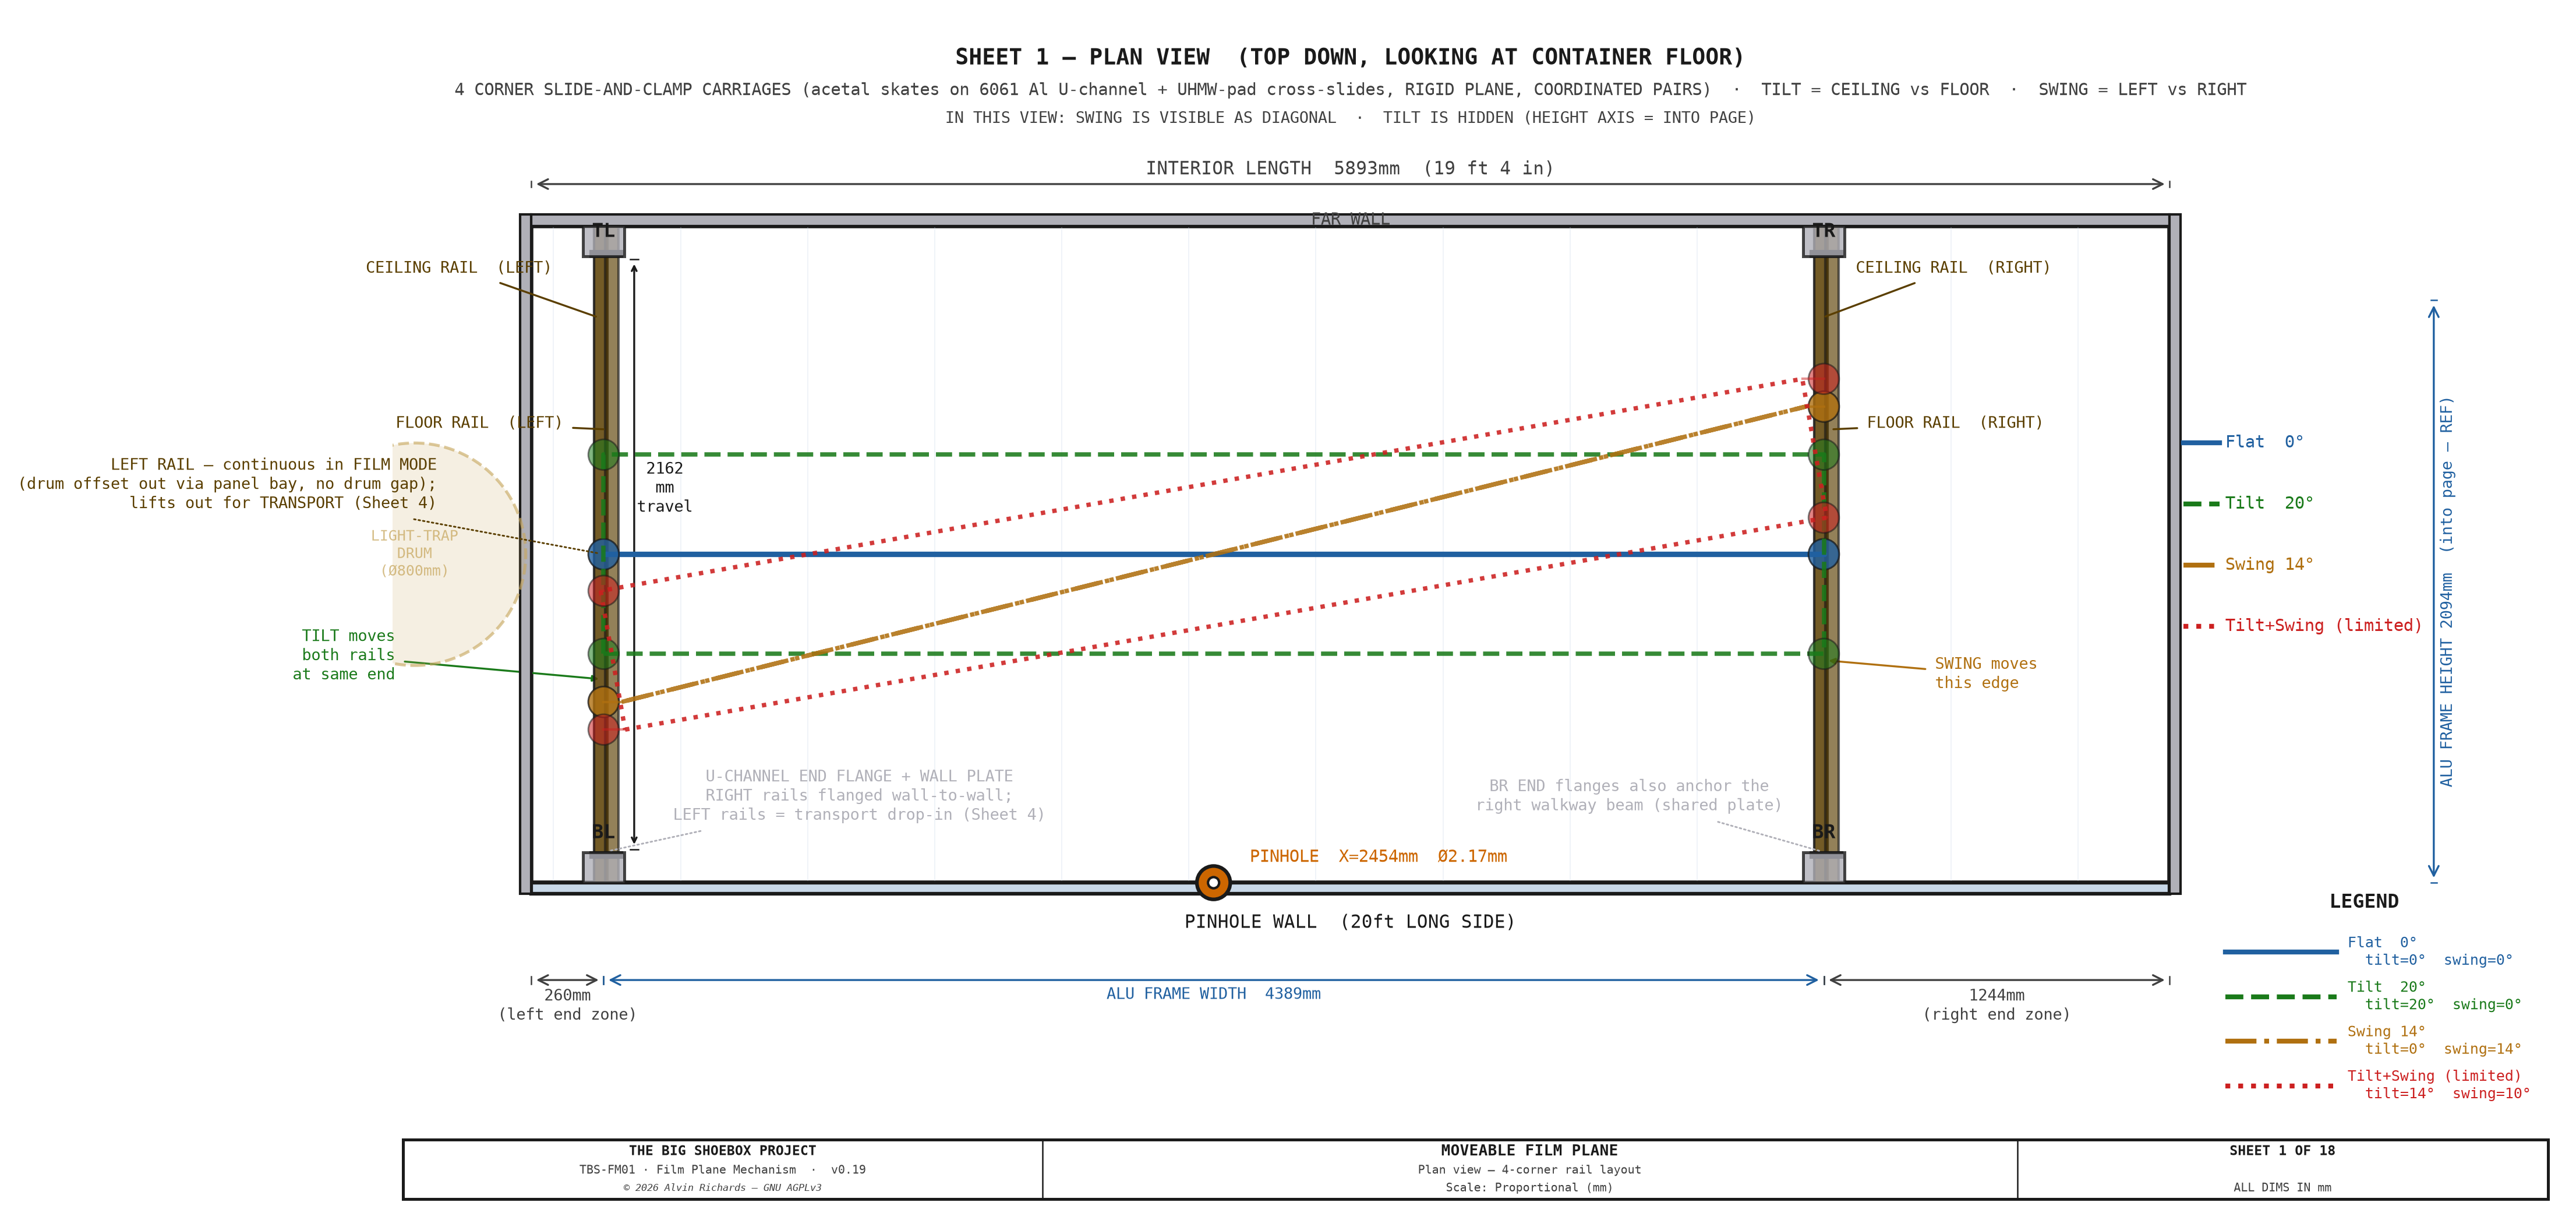 SHEET 1 — PLAN VIEW  (TOP DOWN, LOOKING AT CONTAINER FLOOR)
4 CORNER SLIDE-AND-CLAMP CARRIAGES (acetal skates on 6061 Al U-channel + UHMW-pad cross-slides, RIGID PLANE, COORDINATED PAIRS)  ·  TILT = CEILING vs FLOOR  ·  SWING = LEFT vs RIGHT
IN THIS VIEW: SWING IS VISIBLE AS DIAGONAL  ·  TILT IS HIDDEN (HEIGHT AXIS = INTO PAGE)
INTERIOR LENGTH  5893mm  (19 ft 4 in)
FAR WALL
TL
TR
CEILING RAIL  (LEFT)
CEILING RAIL  (RIGHT)
FLOOR RAIL  (LEFT)
FLOOR RAIL  (RIGHT)
LEFT RAIL — continuous in FILM MODE
(drum offset out via panel bay, no drum gap);
lifts out for TRANSPORT (Sheet 4)
2162
mm
travel
LIGHT-TRAP
DRUM
(Ø800mm)
TILT moves
both rails
at same end
SWING moves
this edge
Flat  0°
Tilt  20°
Swing 14°
Tilt+Swing (limited)
ALU FRAME HEIGHT 2094mm  (into page — REF)
U-CHANNEL END FLANGE + WALL PLATE
RIGHT rails flanged wall-to-wall;
LEFT rails = transport drop-in (Sheet 4)
BR END flanges also anchor the
right walkway beam (shared plate)
BL
BR
PINHOLE  X=2454mm  Ø2.17mm
PINHOLE WALL  (20ft LONG SIDE)
260mm
(left end zone)
ALU FRAME WIDTH  4389mm
1244mm
(right end zone)
LEGEND
Flat  0°
tilt=0°  swing=0°
Tilt  20°
tilt=20°  swing=0°
Swing 14°
tilt=0°  swing=14°
Tilt+Swing (limited)
tilt=14°  swing=10°
THE BIG SHOEBOX PROJECT
TBS-FM01 · Film Plane Mechanism  ·  v0.19
© 2026 Alvin Richards — GNU AGPLv3
MOVEABLE FILM PLANE
Plan view — 4-corner rail layout
Scale: Proportional (mm)
SHEET 1 OF 18
ALL DIMS IN mm